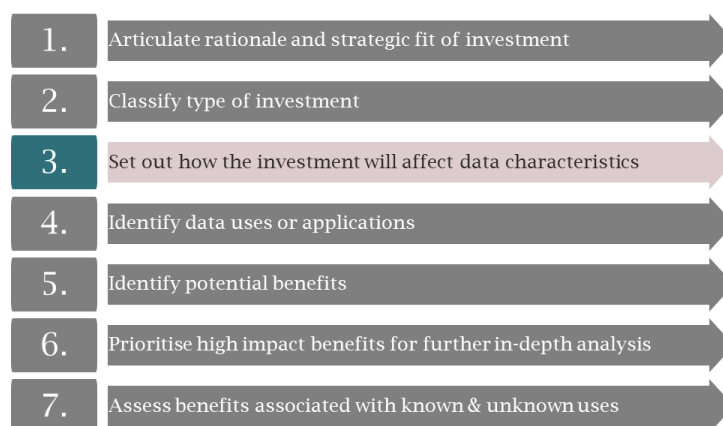 1. Articulate rationale and strategic fit of investment
2. Classify type of investment
3. Set out how the investment will affect data characteristics
4. Identify data uses or applications
5. Identify potential benefits
6. Prioritise high impact benefits for further in-depth analysis
7. Assess benefits associated with known & unknown uses